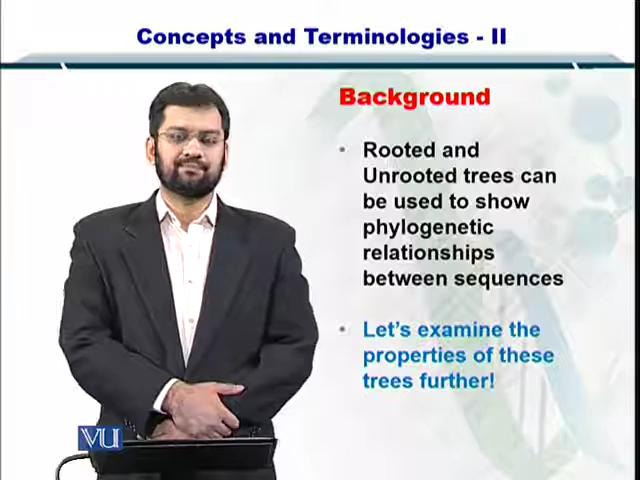 Concepts and Terminologies - II
Background
• Rooted and
Unrooted trees can
be used to show
phylogenetic
relationships
between sequences
• Let's examine the
properties of these
trees further!
VU